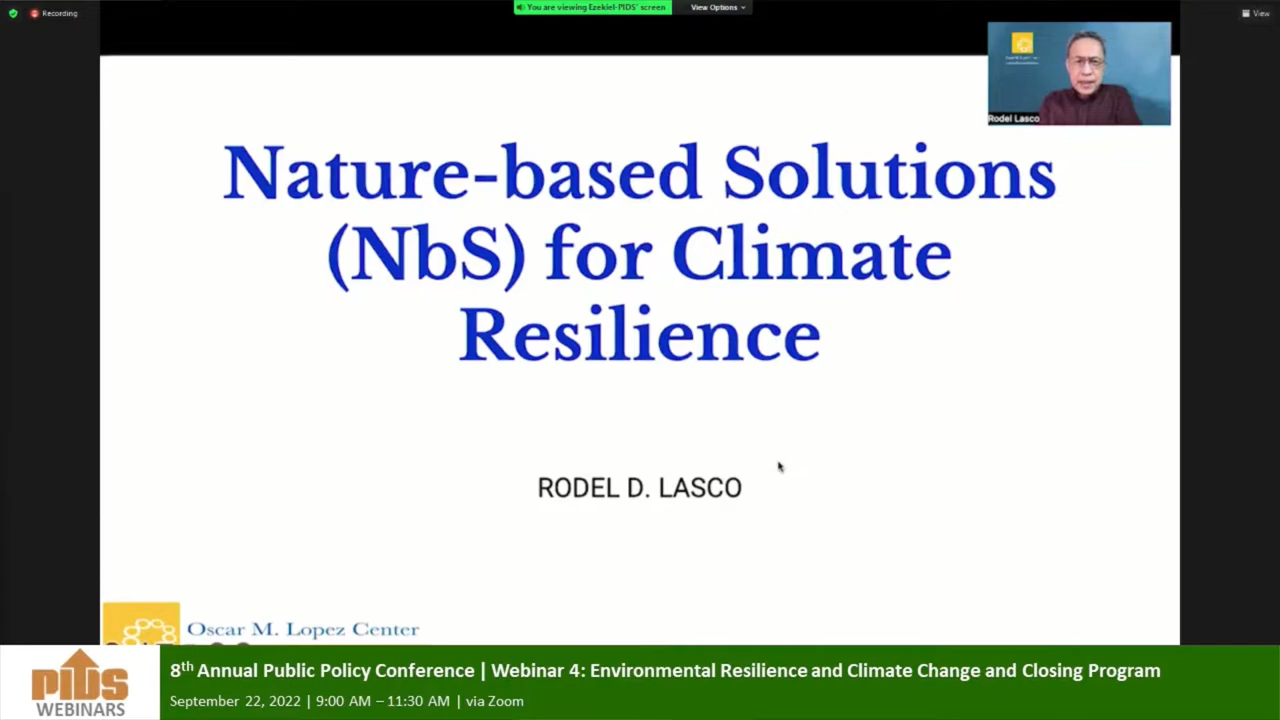 Recording
You are viewing Ezekiel-PIDS' screen
View Options
View
Rodel Lasco
Nature-based Solutions
(NbS) for Climate
Resilience
RODEL D. LASCO
Oscar M. Lopez Center
PIDS
WEBINARS
8th Annual Public Policy Conference | Webinar 4: Environmental Resilience and Climate Change and Closing Program
September 22, 2022 | 9:00 AM – 11:30 AM | via Zoom